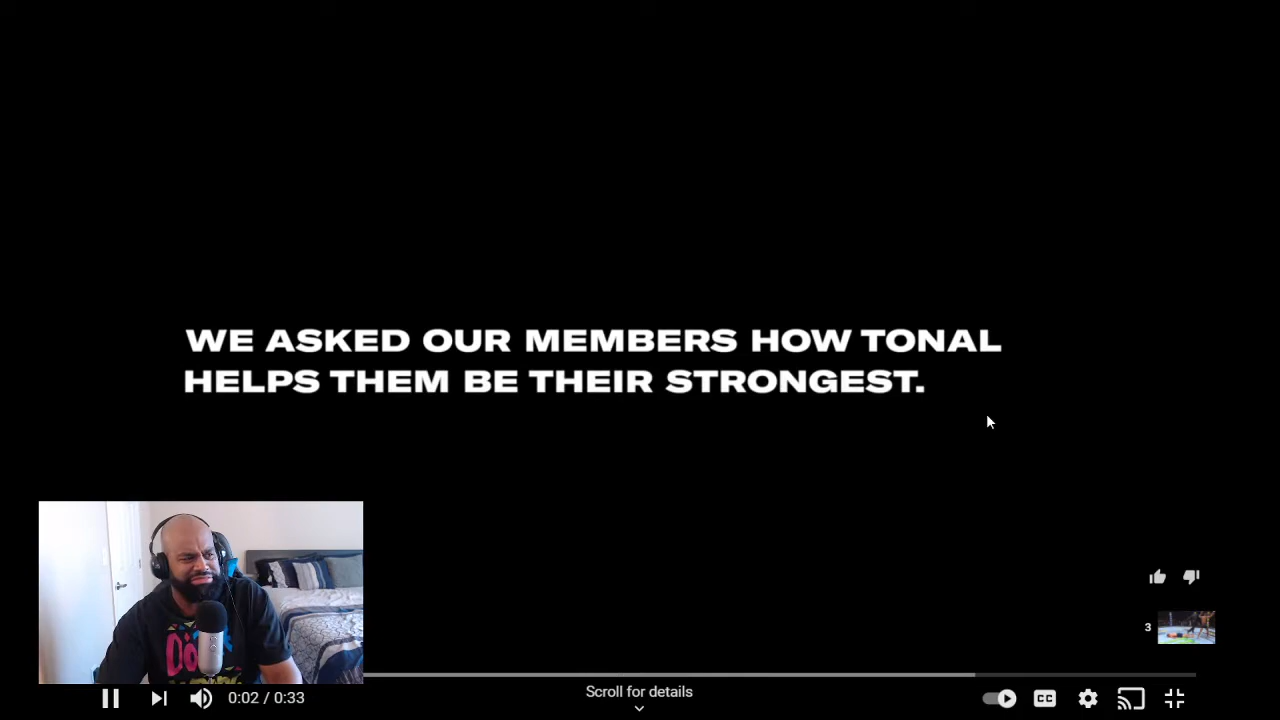 WE ASKED OUR MEMBERS HOW TONAL
HELPS THEM BE THEIR STRONGEST.
3
0:02 / 0:33
Scroll for details
CC